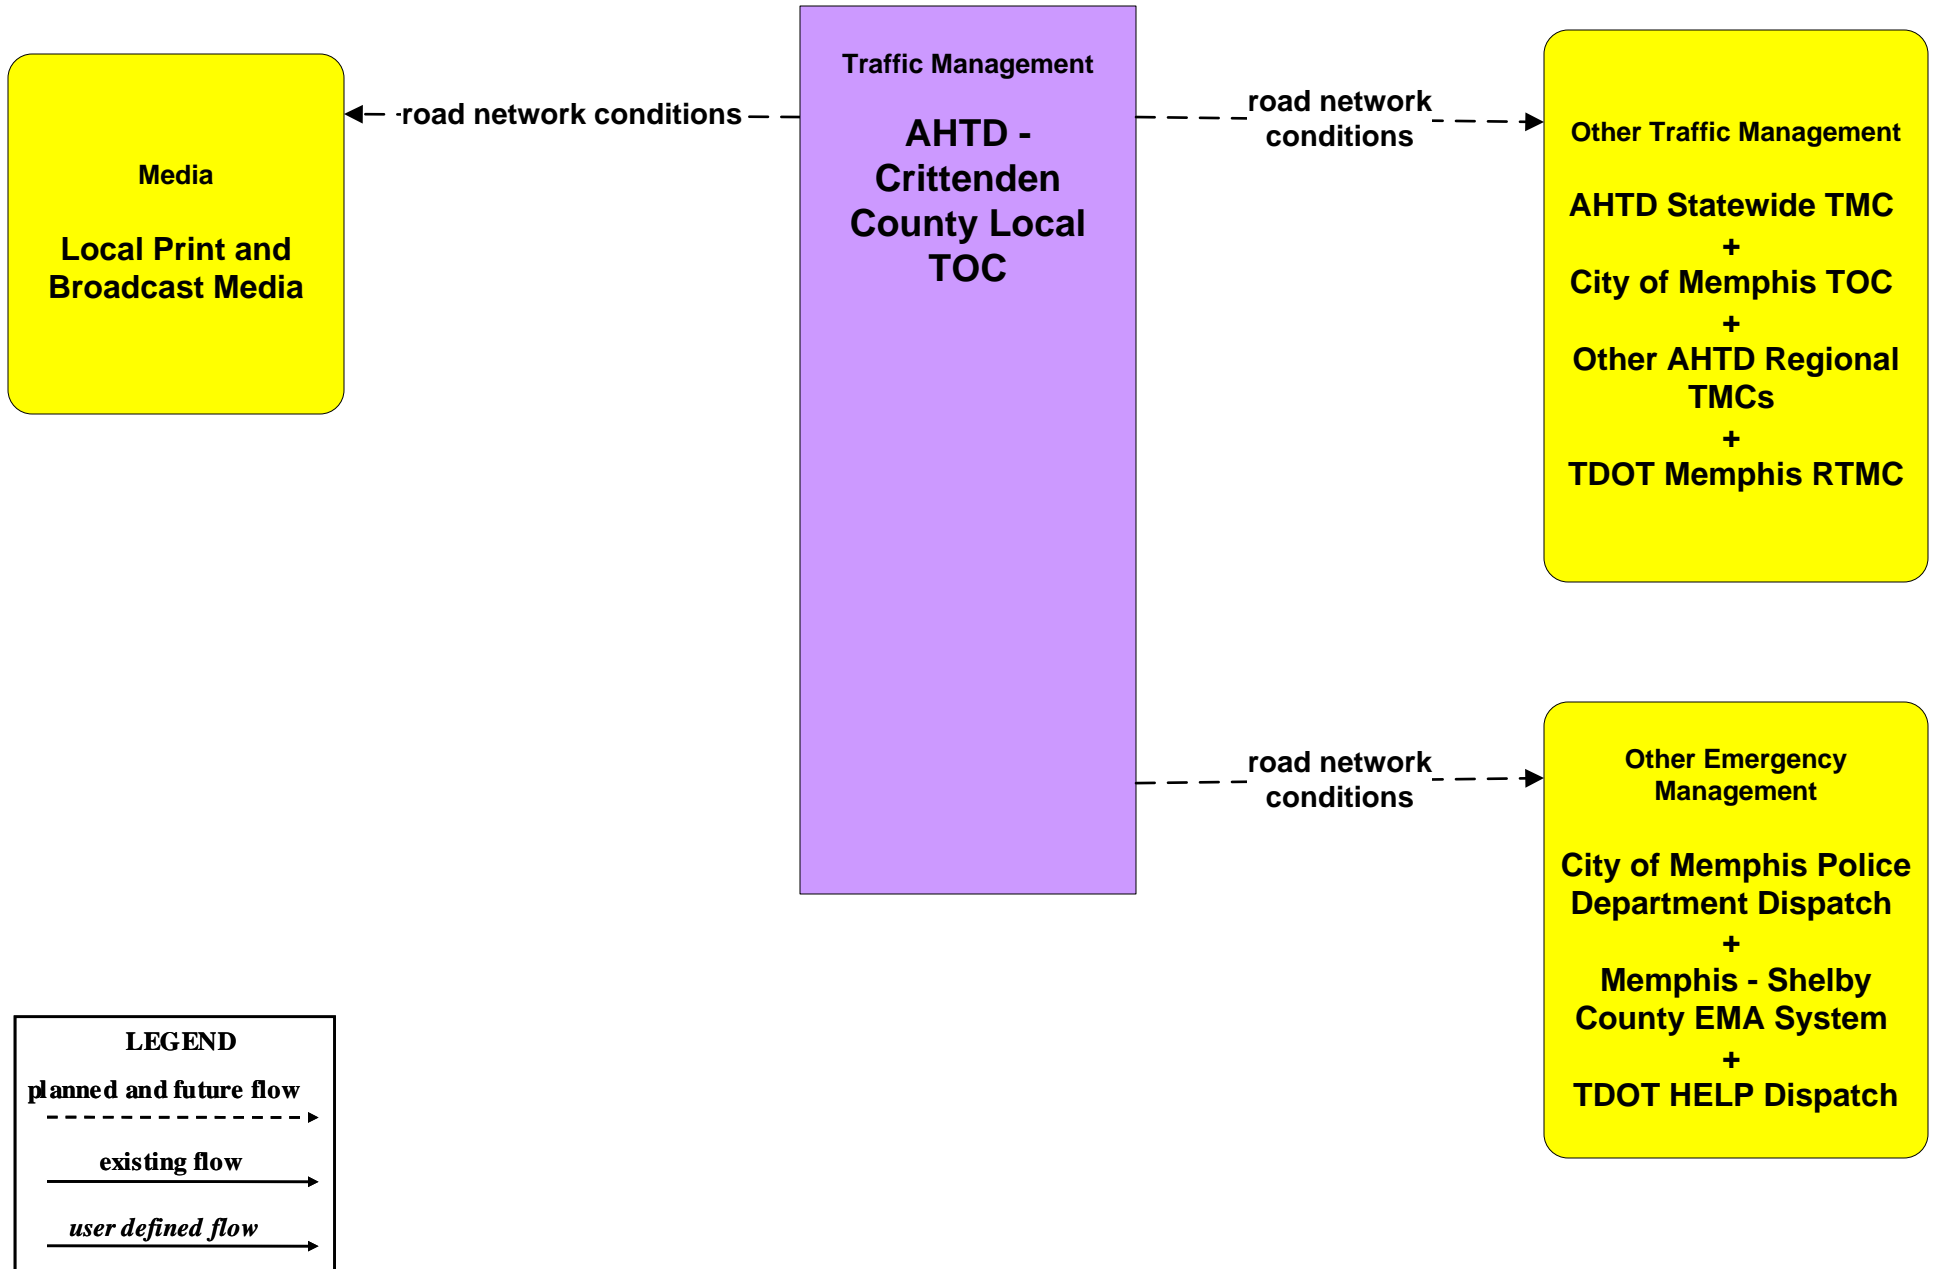 Media
Local Print and
Broadcast Media
road network conditions
Traffic Management
AHTD -
Crittenden
County Local
TOC
road network
conditions
Other Traffic Management
AHTD Statewide TMC
+
City of Memphis TOC
+
Other AHTD Regional
TMCs
+
TDOT Memphis RTMC
road network
conditions
Other Emergency
Management
City of Memphis Police
Department Dispatch
+
Memphis - Shelby
County EMA System
+
TDOT HELP Dispatch
LEGEND
planned and future flow
existing flow
user defined flow